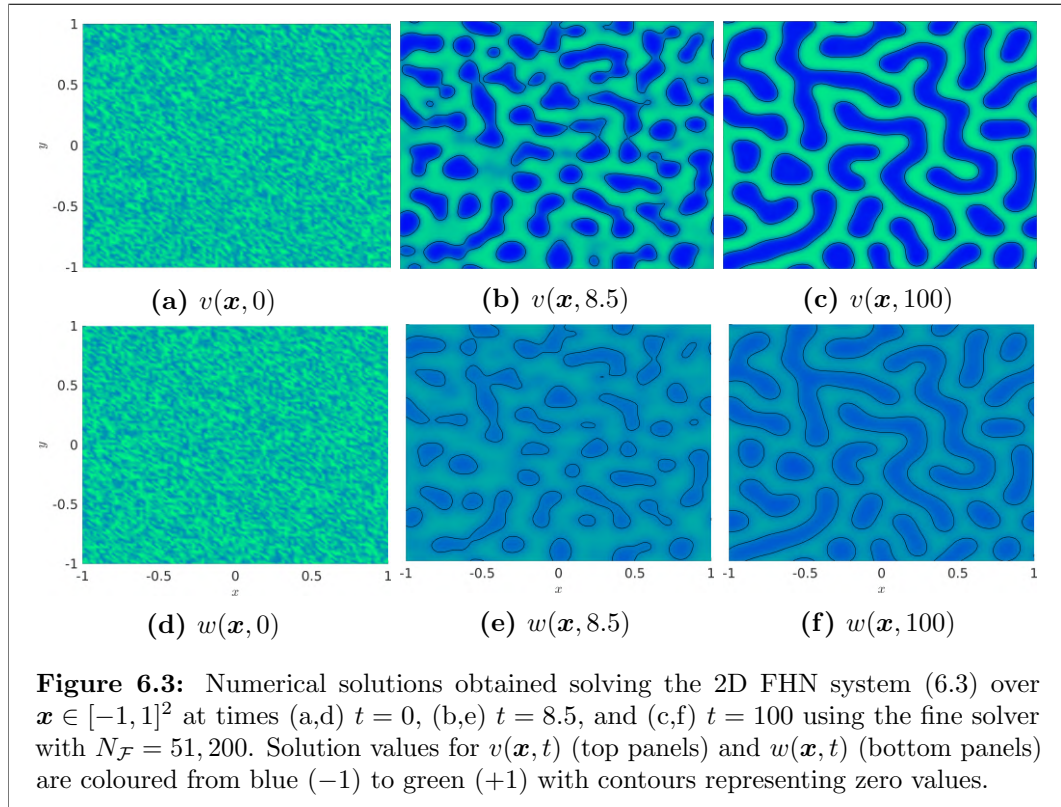 1
0.5
0
-0.5
-1
y
(a) v(x, 0)
(b) v(x, 8.5)
(c) v(x, 100)
1
0.5
0
-0.5
-1
y
-1 -0.5 0 0.5 1
x
-1 -0.5 0 0.5 1
x
-1 -0.5 0 0.5 1
x
(d) w(x, 0)
(e) w(x, 8.5)
(f) w(x, 100)
Figure 6.3: Numerical solutions obtained solving the 2D FHN system (6.3) over
x ∈ [−1, 1]² at times (a,d) t = 0, (b,e) t = 8.5, and (c,f) t = 100 using the fine solver
with N_F = 51, 200. Solution values for v(x, t) (top panels) and w(x, t) (bottom panels)
are coloured from blue (−1) to green (+1) with contours representing zero values.